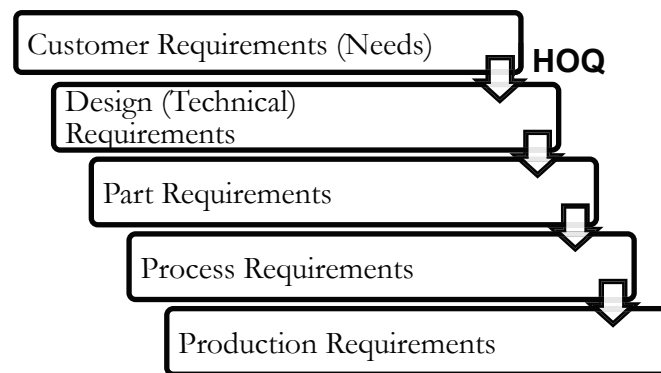 Customer Requirements (Needs)
HOQ
Design (Technical)
Requirements
Part Requirements
Process Requirements
Production Requirements